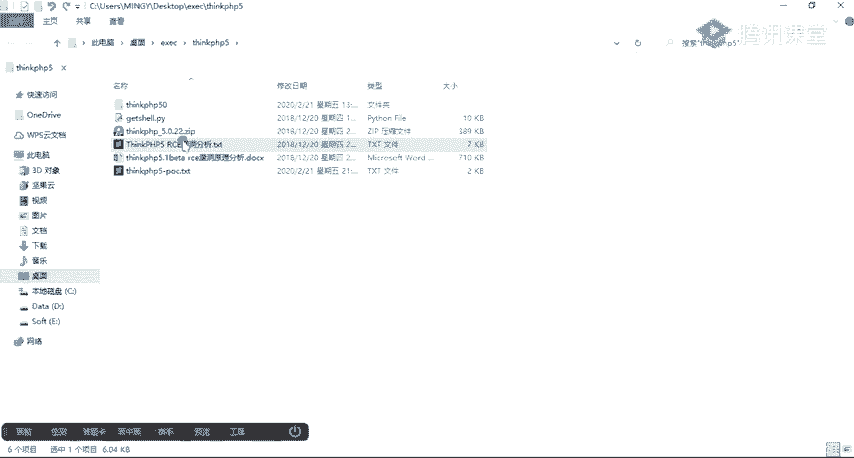 C:\Users\MINGY\Desktop\exec\thinkphp5
主页 共享 查看
腾讯课堂
此电脑 › 桌面 › exec › thinkphp5 ›
搜索"thinkphp5"
thinkphp5 x
名称 修改日期 类型 大小
快速访问
OneDrive
WPS云文档
此电脑
3D 对象
坚果云
视频
图片
文档
下载
音乐
桌面
本地磁盘 (C:)
Data (D:)
Soft (E:)
网络
thinkphp50 2020/2/21 星期五 13:... 文件夹
getshell.py 2018/12/20 星期四 1... Python File 10 KB
thinkphp_5.0.22.zip 2018/12/20 星期四 2... ZIP 压缩文件 389 KB
ThinkPHP5 RCE 分析.txt 2018/12/20 星期四 2... TXT 文件 7 KB
thinkphp5.1beta rce漏洞原理分析.docx 2018/12/20 星期四 2... Microsoft Word ... 710 KB
thinkphp5-poc.txt 2020/2/21 星期五 21:... TXT 文件 2 KB
画板 答题卡 预览 工具
6 个项目 选中 1 个项目 6.04 KB